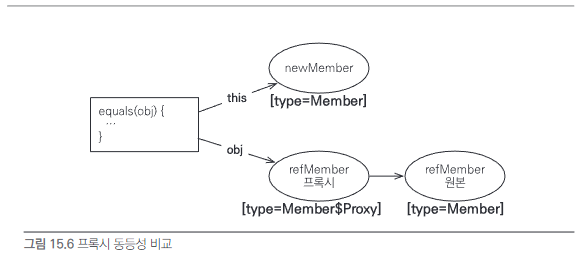 newMember
this
[type=Member]
equals(obj) {
...
}
obj
refMember
프록시
refMember
원본
[type=Member$Proxy]
[type=Member]
그림 15.6 프록시 동등성 비교